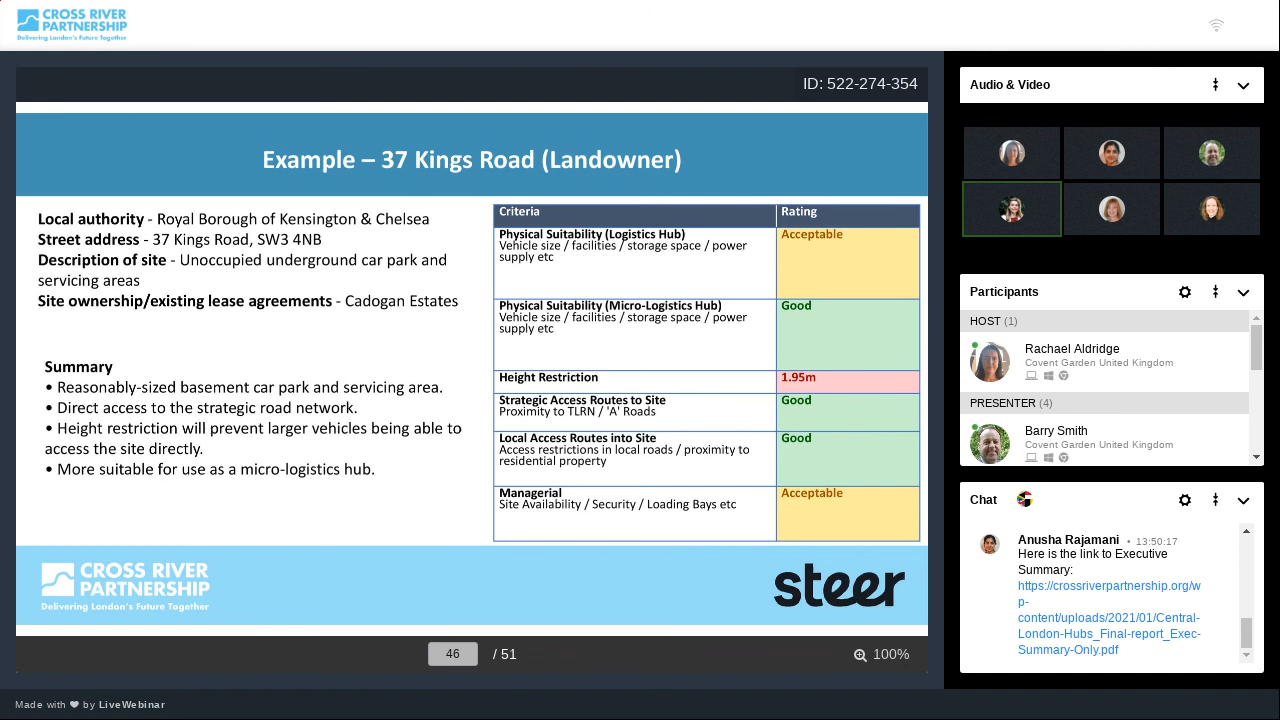 CROSS RIVER
PARTNERSHIP
Delivering London's Future Together
ID: 522-274-354
Example – 37 Kings Road (Landowner)
Local authority - Royal Borough of Kensington & Chelsea
Street address - 37 Kings Road, SW3 4NB
Description of site - Unoccupied underground car park and
servicing areas
Site ownership/existing lease agreements - Cadogan Estates
Summary
• Reasonably-sized basement car park and servicing area.
• Direct access to the strategic road network.
• Height restriction will prevent larger vehicles being able to
access the site directly.
• More suitable for use as a micro-logistics hub.
Criteria Rating
Physical Suitability (Logistics Hub) Acceptable
Vehicle size / facilities / storage space / power
supply etc
Physical Suitability (Micro-Logistics Hub) Good
Vehicle size / facilities / storage space / power
supply etc
Height Restriction 1.95m
Strategic Access Routes to Site Good
Proximity to TLRN / 'A' Roads
Local Access Routes into Site Good
Access restrictions in local roads / proximity to
residential property
Managerial Acceptable
Site Availability / Security / Loading Bays etc
CROSS RIVER
PARTNERSHIP
Delivering London's Future Together
steer
46 / 51
100%
Made with by LiveWebinar
Audio & Video
Participants
HOST (1)
Rachael Aldridge
Covent Garden United Kingdom
PRESENTER (4)
Barry Smith
Covent Garden United Kingdom
Chat
Anusha Rajamani • 13:50:17
Here is the link to Executive
Summary:
https://crossriverpartnership.org/w
p-
content/uploads/2021/01/Central-
London-Hubs_Final-report_Exec-
Summary-Only.pdf